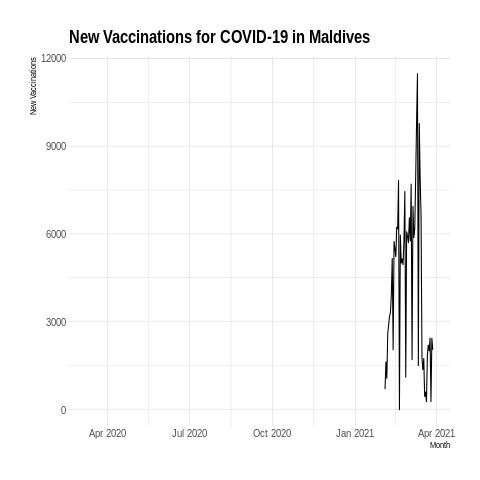 New Vaccinations for COVID-19 in Maldives
New Vaccinations
12000
9000
6000
3000
0
Apr 2020 Jul 2020 Oct 2020 Jan 2021 Apr 2021
Month